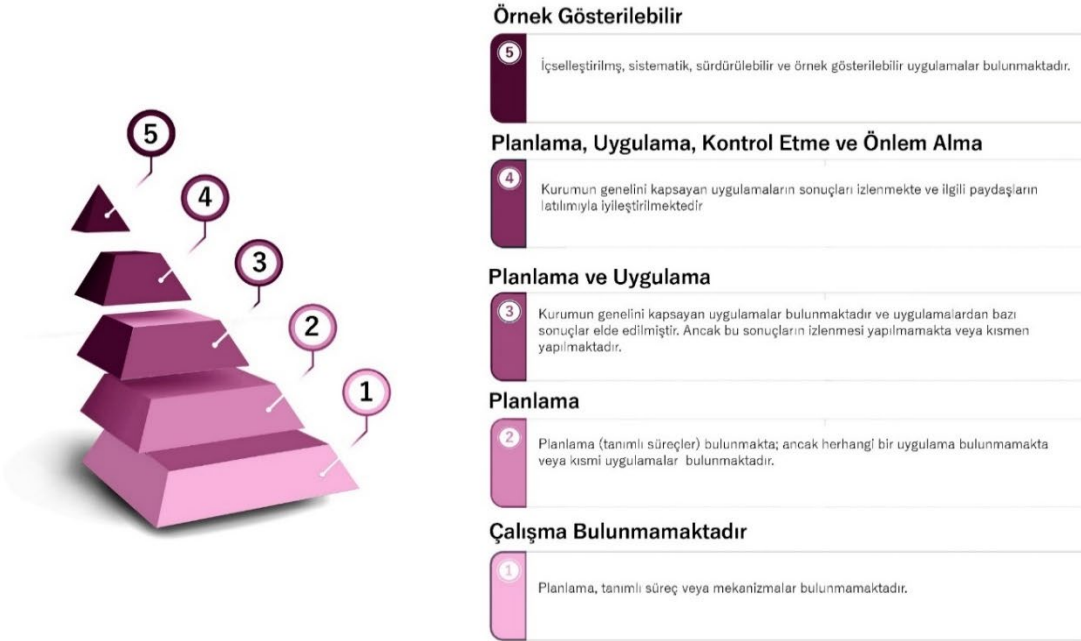 5
4
3
2
1
Örnek Gösterilebilir
5
İçselleştirilmş, sistematik, sürdürülebilir ve örnek gösterilebilir uygulamalar bulunmaktadır.
Planlama, Uygulama, Kontrol Etme ve Önlem Alma
4
Kurumun genelini kapsayan uygulamaların sonuçları izlenmekte ve ilgili paydaşların
latılımıyla iyileştirilmektedir
Planlama ve Uygulama
3
Kurumun genelini kapsayan uygulamalar bulunmaktadır ve uygulamalardan bazı
sonuçlar elde edilmiştir. Ancak bu sonuçların izlenmesi yapılmamakta veya kısmen
yapılmaktadır.
Planlama
2
Planlama (tanımlı süreçler) bulunmakta; ancak herhangi bir uygulama bulunmamakta
veya kısmi uygulamalar bulunmaktadır.
Çalışma Bulunmamaktadır
1
Planlama, tanımlı süreç veya mekanizmalar bulunmamaktadır.